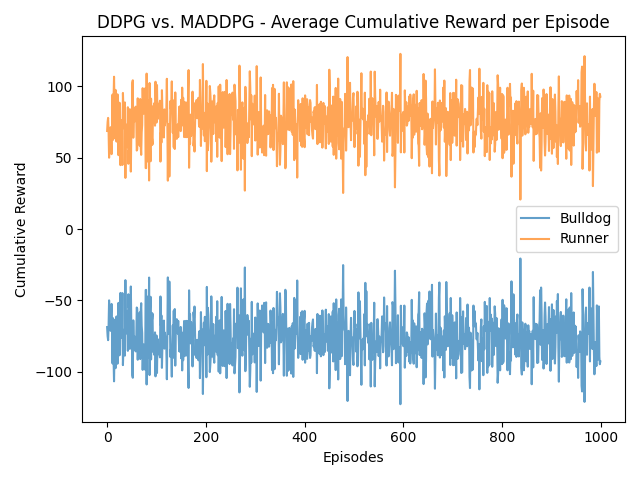 DDPG vs. MADDPG - Average Cumulative Reward per Episode
Cumulative Reward
100
50
0
−50
−100
Bulldog
Runner
0
200
400
600
800
1000
Episodes